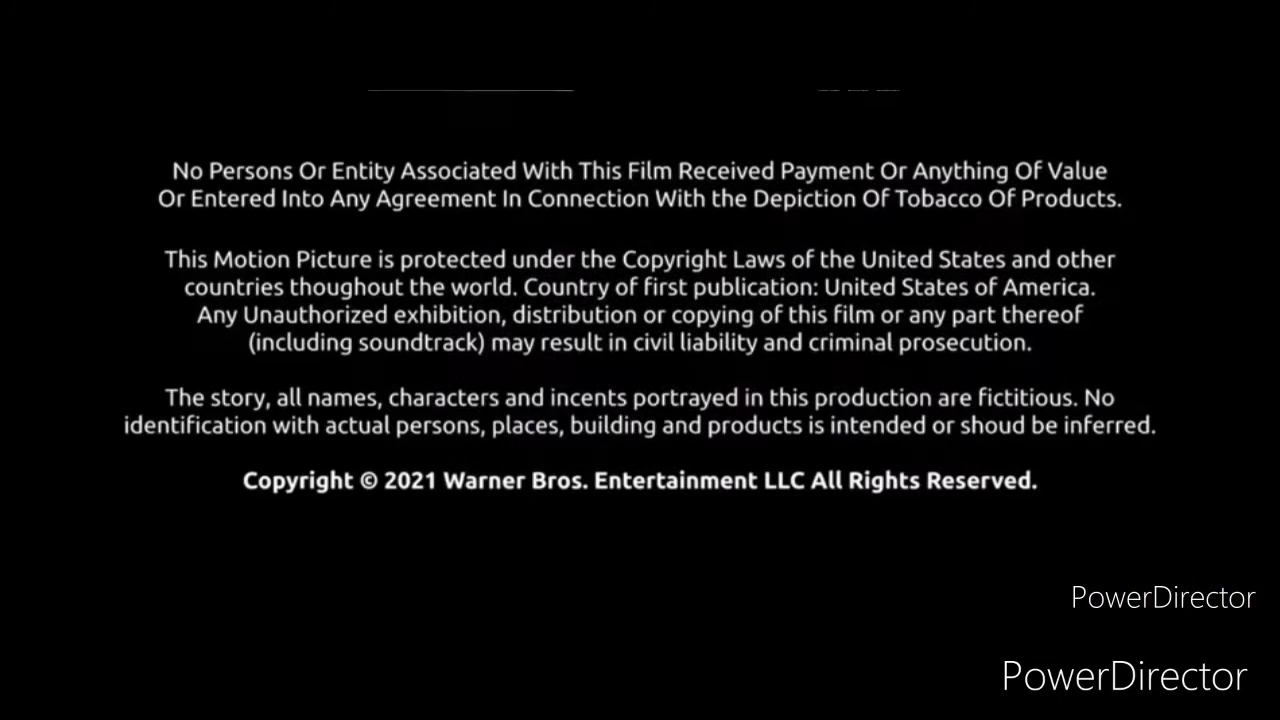 No Persons Or Entity Associated With This Film Received Payment Or Anything Of Value
Or Entered Into Any Agreement In Connection With the Depiction Of Tobacco Of Products.
This Motion Picture is protected under the Copyright Laws of the United States and other
countries thoughout the world. Country of first publication: United States of America.
Any Unauthorized exhibition, distribution or copying of this film or any part thereof
(including soundtrack) may result in civil liability and criminal prosecution.
The story, all names, characters and incents portrayed in this production are fictitious. No
identification with actual persons, places, building and products is intended or shoud be inferred.
Copyright © 2021 Warner Bros. Entertainment LLC All Rights Reserved.
PowerDirector
PowerDirector